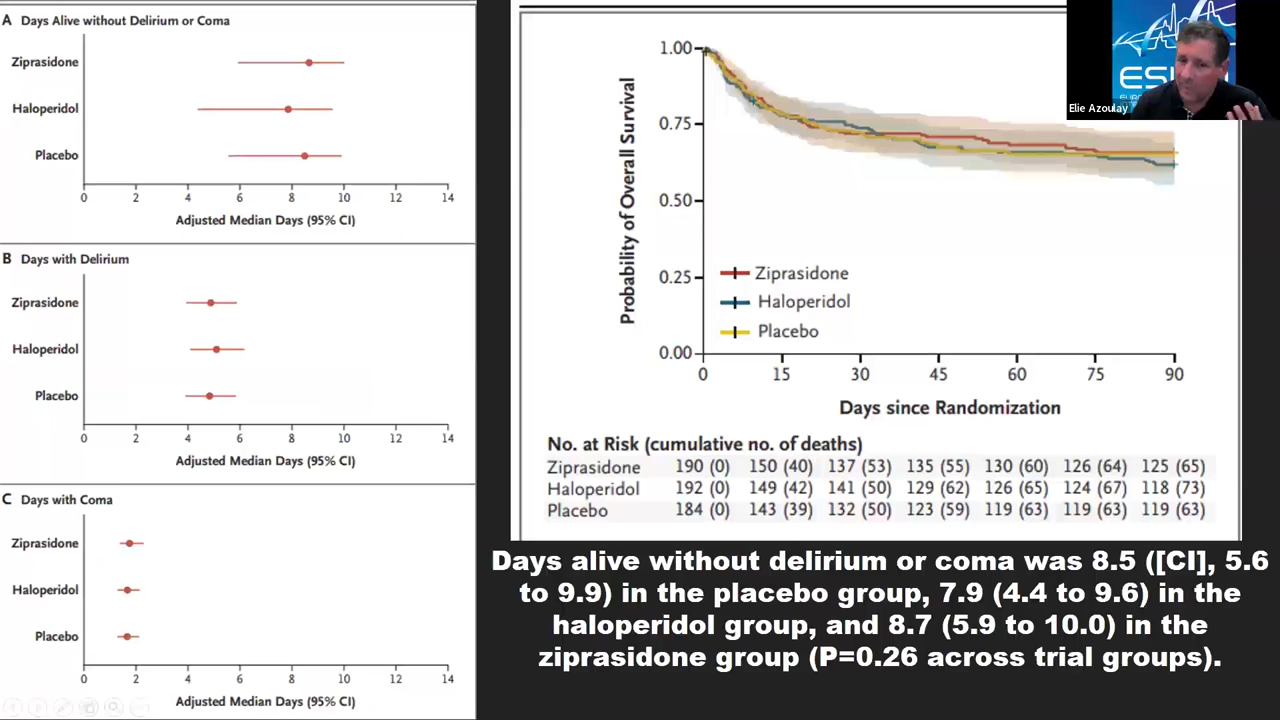 A Days Alive without Delirium or Coma
Ziprasidone
Haloperidol
Placebo
0 2 4 6 8 10 12 14
Adjusted Median Days (95% CI)
B Days with Delirium
Ziprasidone
Haloperidol
Placebo
0 2 4 6 8 10 12 14
Adjusted Median Days (95% CI)
C Days with Coma
Ziprasidone
Haloperidol
Placebo
0 2 4 6 8 10 12 14
Adjusted Median Days (95% CI)
Probability of Overall Survival
1.00
0.75
0.50
0.25
0.00
Ziprasidone
Haloperidol
Placebo
0 15 30 45 60 75 90
Days since Randomization
No. at Risk (cumulative no. of deaths)
Ziprasidone 190 (0) 150 (40) 137 (53) 135 (55) 130 (60) 126 (64) 125 (65)
Haloperidol 192 (0) 149 (42) 141 (50) 129 (62) 126 (65) 124 (67) 118 (73)
Placebo 184 (0) 143 (39) 132 (50) 123 (59) 119 (63) 119 (63) 119 (63)
Elie Azoulay
Days alive without delirium or coma was 8.5 ([CI], 5.6
to 9.9) in the placebo group, 7.9 (4.4 to 9.6) in the
haloperidol group, and 8.7 (5.9 to 10.0) in the
ziprasidone group (P=0.26 across trial groups).